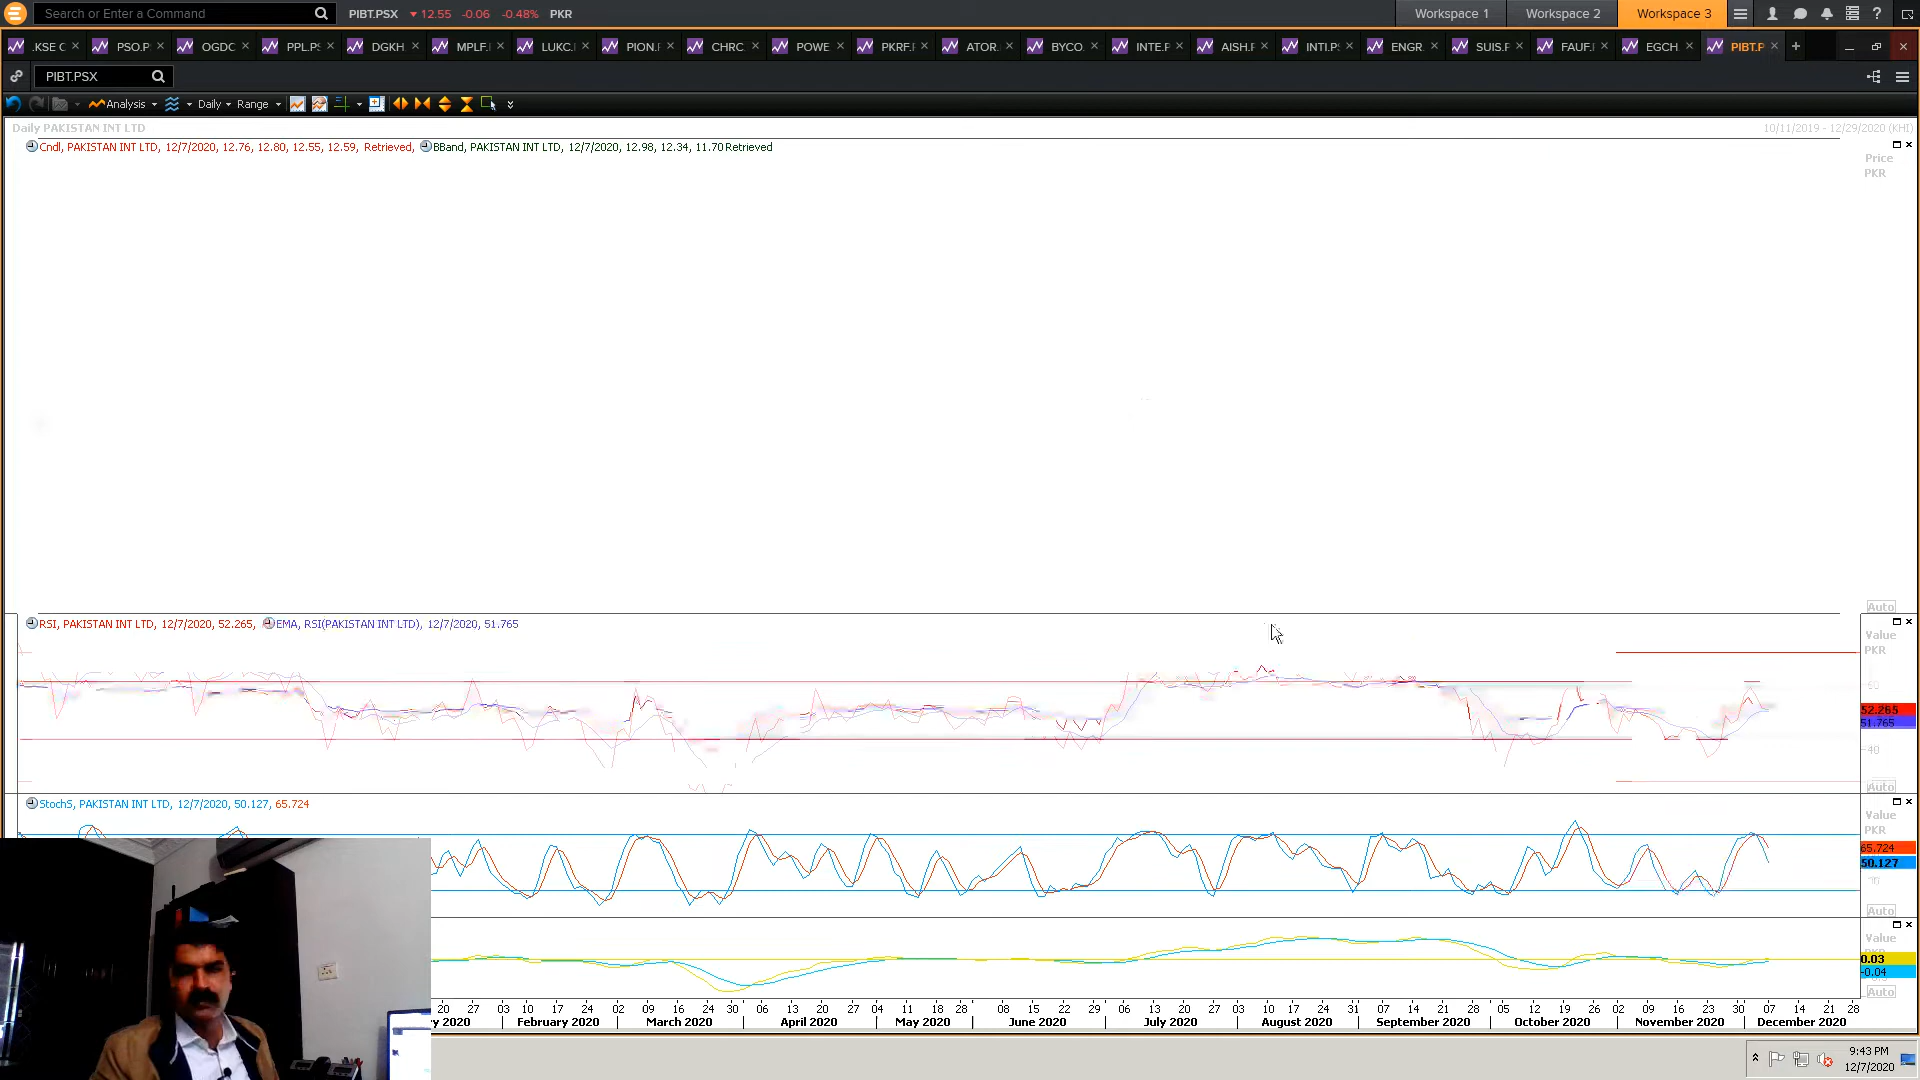 Search or Enter a Command PIBT.PSX 12.55 -0.06 -0.48% PKR Workspace 1 Workspace 2 Workspace 3
.KSE C PSO.P OGDC PPL.PS DGKH MPLF. LUKC. PION.F CHRC. POWE PKRF.F ATOR. BYCO. INTE.P AISH.F INTI.PS ENGR. SUIS.P FAUF.I EGCH PIBT.P
PIBT.PSX
Analysis Daily Range
Daily PAKISTAN INT LTD 10/11/2019 - 12/29/2020 (KHI)
Cndl, PAKISTAN INT LTD, 12/7/2020, 12.76, 12.80, 12.55, 12.59, Retrieved, BBand, PAKISTAN INT LTD, 12/7/2020, 12.98, 12.34, 11.70 Retrieved
Price
PKR
Auto
RSI, PAKISTAN INT LTD, 12/7/2020, 52.265, EMA, RSI(PAKISTAN INT LTD), 12/7/2020, 51.765
Value
PKR
60
52.265
51.765
40
Auto
StochS, PAKISTAN INT LTD, 12/7/2020, 50.127, 65.724
Value
PKR
65.724
50.127
Auto
Value
PKR
0.03
-0.04
Auto
20 27 03 10 17 24 02 09 16 24 30 06 13 20 27 04 11 18 28 08 15 22 29 06 13 20 27 03 10 17 24 31 07 14 21 28 05 12 19 26 02 09 16 23 30 07 14 21 28
y 2020 February 2020 March 2020 April 2020 May 2020 June 2020 July 2020 August 2020 September 2020 October 2020 November 2020 December 2020
9:43 PM
12/7/2020